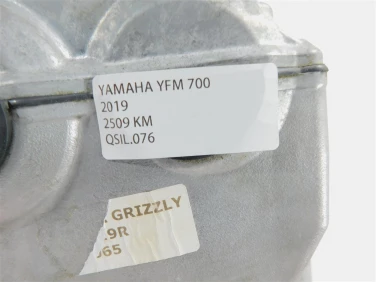 YAMAHA YFM 700
2019
2509 KM
QSIL.076
GRIZZLY
.9R
65